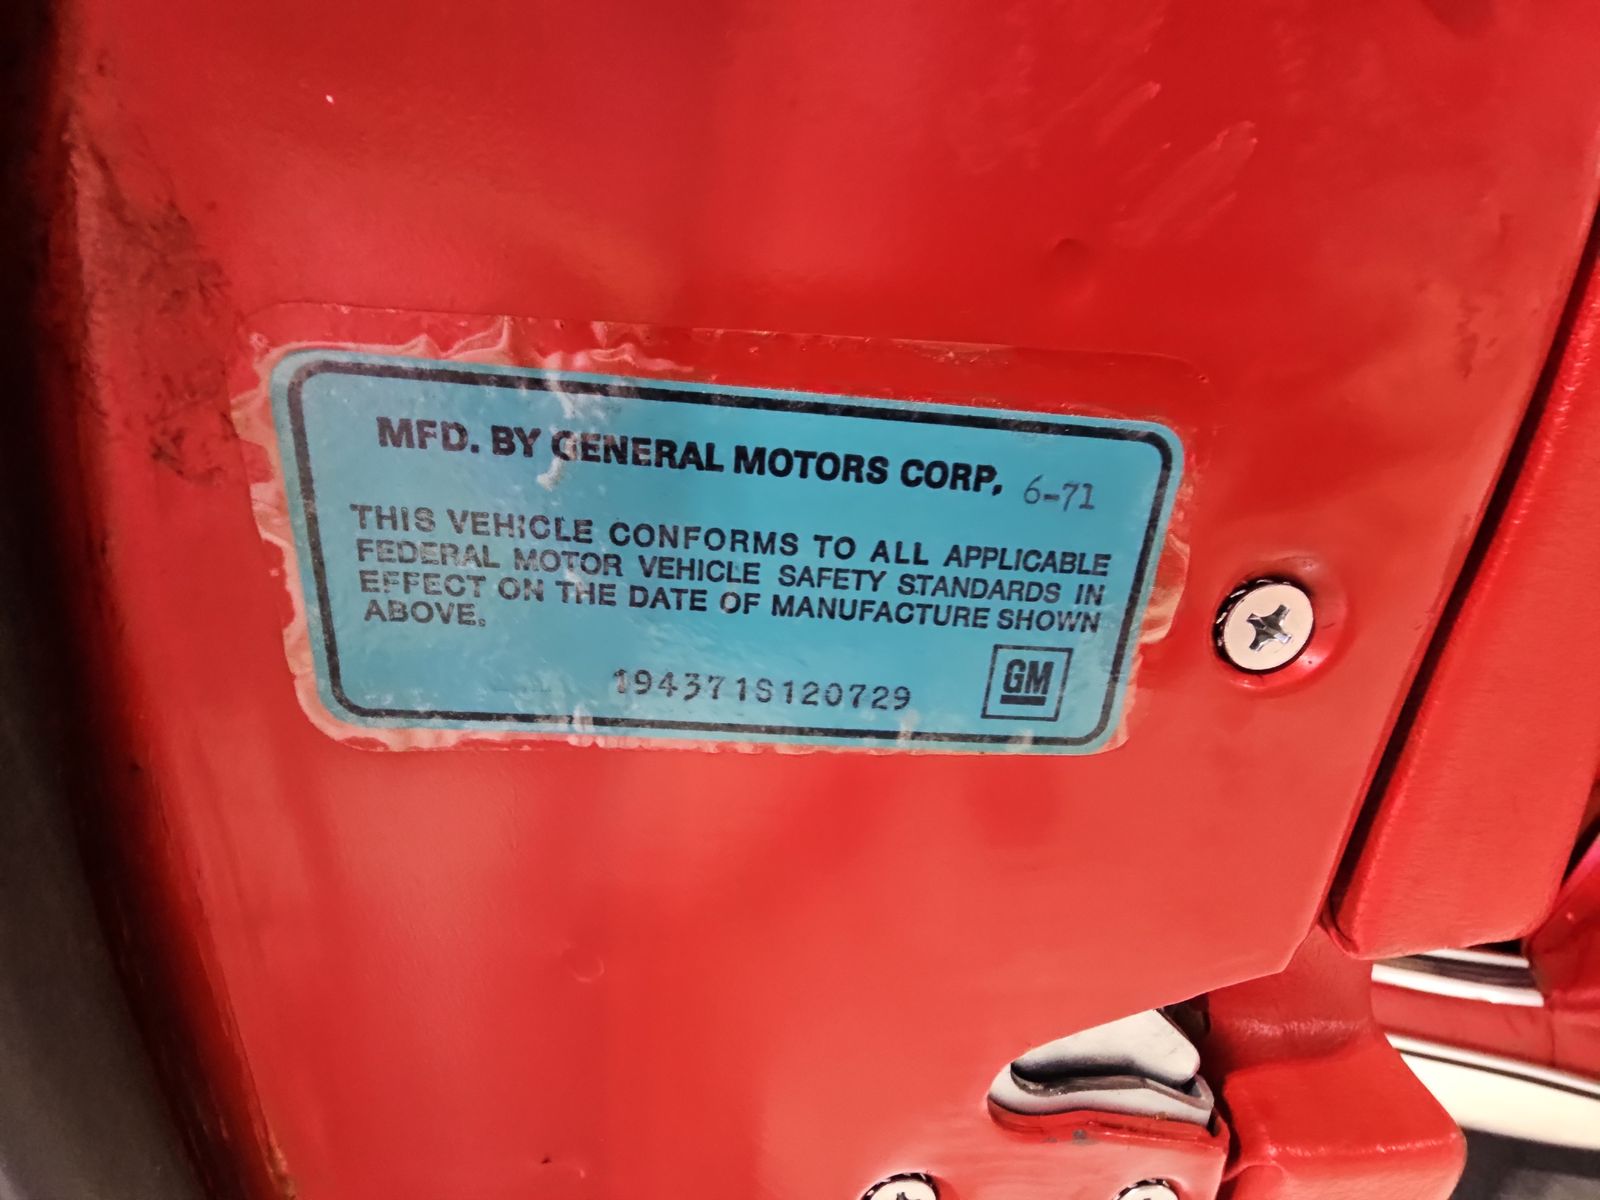 MFD. BY GENERAL MOTORS CORP. 6-71
THIS VEHICLE CONFORMS TO ALL APPLICABLE
FEDERAL MOTOR VEHICLE SAFETY STANDARDS IN
EFFECT ON THE DATE OF MANUFACTURE SHOWN
ABOVE.
194371S120729
GM